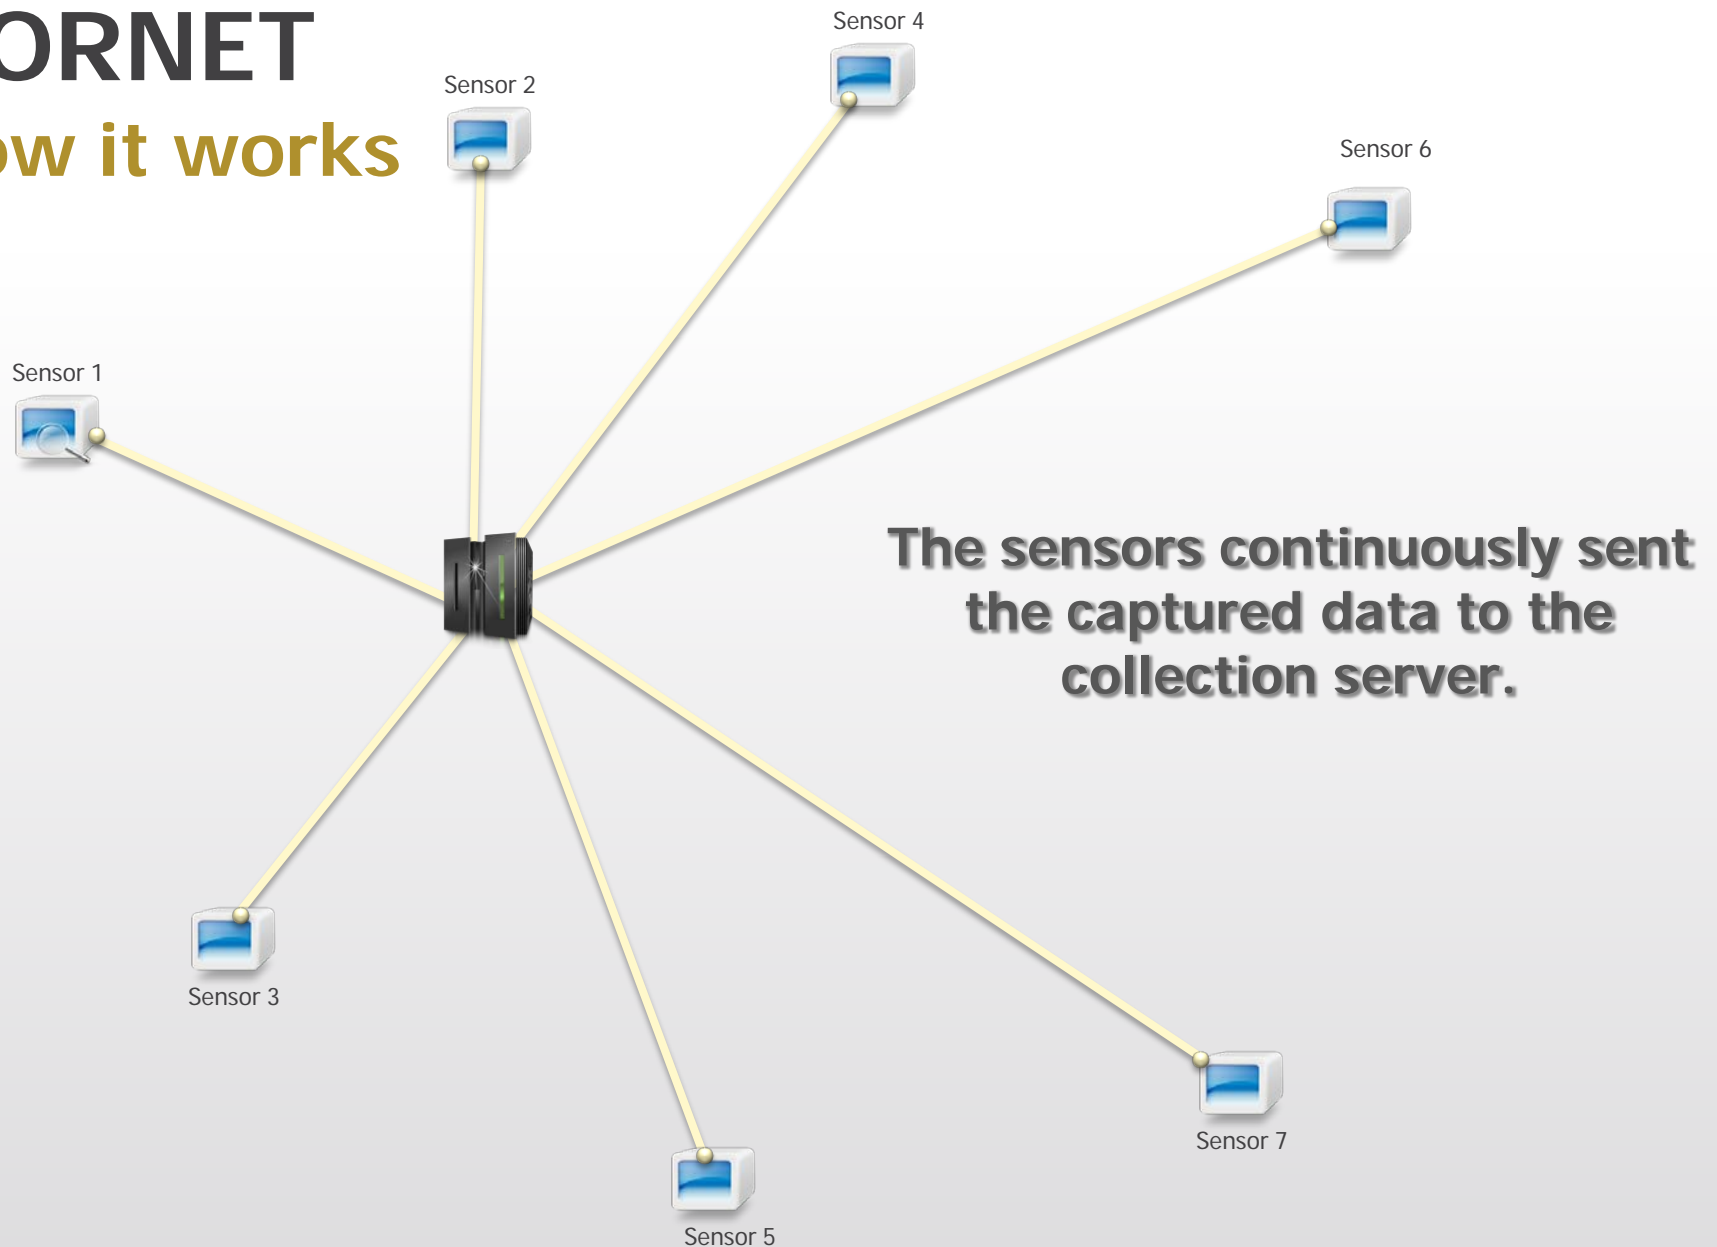 ORNET
ow it works
Sensor 4
Sensor 2
Sensor 6
Sensor 1
The sensors continuously sent
the captured data to the
collection server.
Sensor 3
Sensor 7
Sensor 5